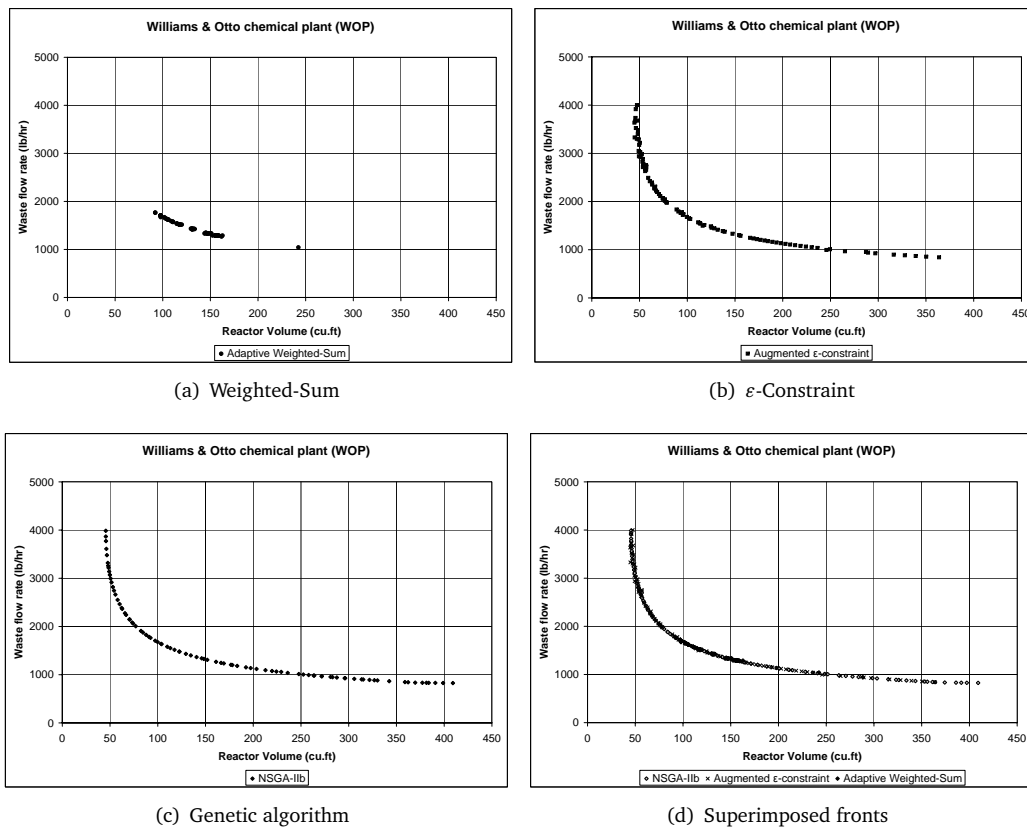 Williams & Otto chemical plant (WOP)
Waste flow rate (lb/hr)
5000
4000
3000
2000
1000
0
0 50 100 150 200 250 300 350 400 450
Reactor Volume (cu.ft)
Adaptive Weighted-Sum
(a) Weighted-Sum
Williams & Otto chemical plant (WOP)
Waste flow rate (lb/hr)
5000
4000
3000
2000
1000
0
0 50 100 150 200 250 300 350 400 450
Reactor Volume (cu.ft)
Augmented ε-constraint
(b) ε-Constraint
Williams & Otto chemical plant (WOP)
Waste flow rate (lb/hr)
5000
4000
3000
2000
1000
0
0 50 100 150 200 250 300 350 400 450
Reactor Volume (cu.ft)
NSGA-IIb
(c) Genetic algorithm
Williams & Otto chemical plant (WOP)
Waste flow rate (lb/hr)
5000
4000
3000
2000
1000
0
0 50 100 150 200 250 300 350 400 450
Reactor Volume (cu.ft)
NSGA-IIb Augmented ε-constraint Adaptive Weighted-Sum
(d) Superimposed fronts